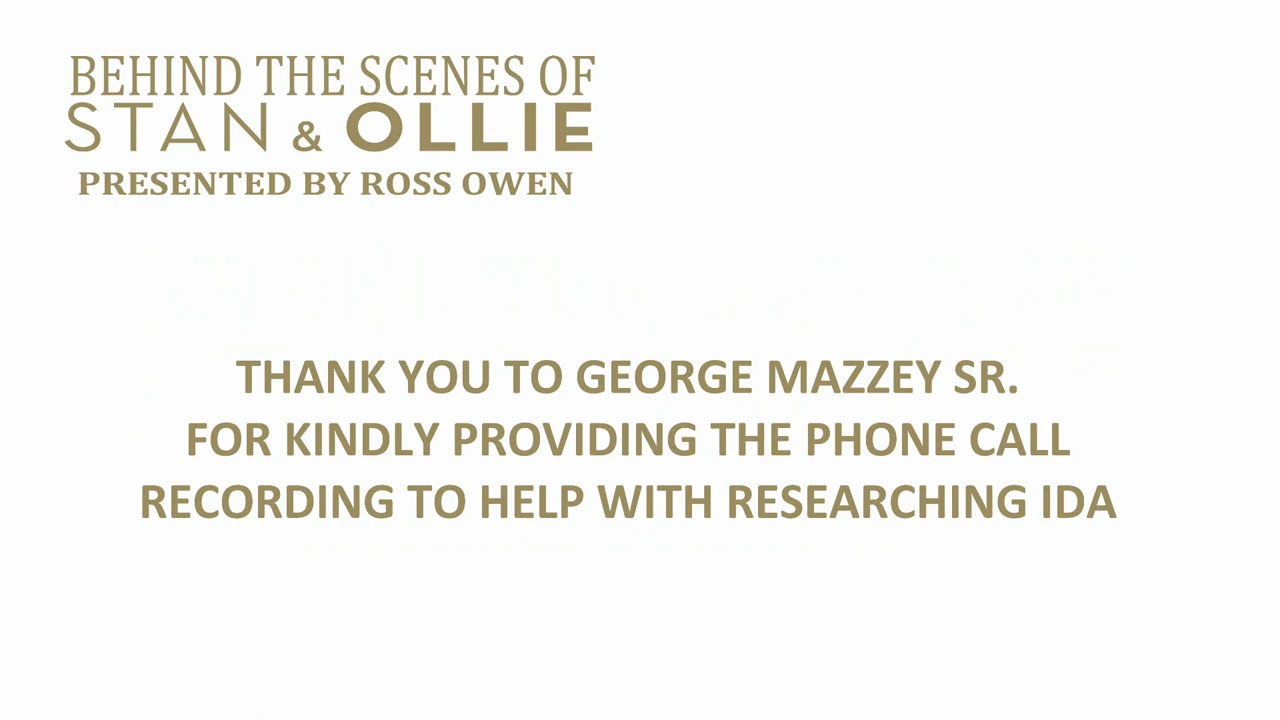 BEHIND THE SCENES OF
STAN & OLLIE
PRESENTED BY ROSS OWEN
THANK YOU TO GEORGE MAZZEY SR.
FOR KINDLY PROVIDING THE PHONE CALL
RECORDING TO HELP WITH RESEARCHING IDA